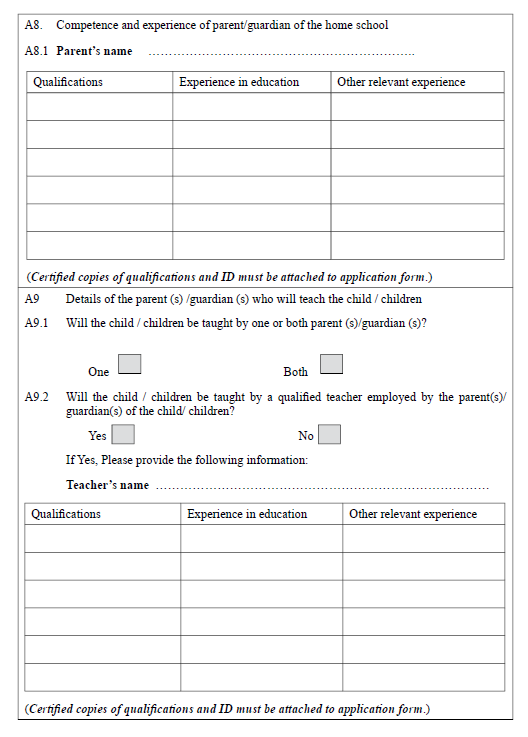 A8. Competence and experience of parent/guardian of the home school
A8.1 Parent's name ………………………………………………..
Qualifications Experience in education Other relevant experience
(Certified copies of qualifications and ID must be attached to application form.)
A9 Details of the parent (s) /guardian (s) who will teach the child / children
A9.1 Will the child / children be taught by one or both parent (s)/guardian (s)?
One Both
A9.2 Will the child / children be taught by a qualified teacher employed by the parent(s)/
guardian(s) of the child/ children?
Yes No
If Yes, Please provide the following information:
Teacher's name ……………………………………………………………
Qualifications Experience in education Other relevant experience
(Certified copies of qualifications and ID must be attached to application form.)